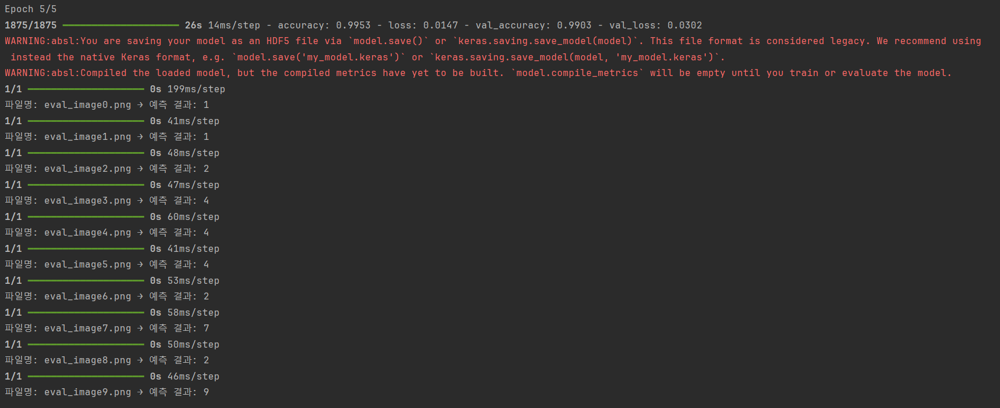 Epoch 5/5
1875/1875 ━━━━━━━━━━━━━━━━━━━━ 26s 14ms/step - accuracy: 0.9953 - loss: 0.0147 - val_accuracy: 0.9903 - val_loss: 0.0302
WARNING:absl:You are saving your model as an HDF5 file via `model.save()` or `keras.saving.save_model(model)`. This file format is considered legacy. We recommend using
 instead the native Keras format, e.g. `model.save('my_model.keras')` or `keras.saving.save_model(model, 'my_model.keras')`.
WARNING:absl:Compiled the loaded model, but the compiled metrics have yet to be built. `model.compile_metrics` will be empty until you train or evaluate the model.
1/1 ━━━━━━━━━━━━━━━━━━━━ 0s 199ms/step
파일명: eval_image0.png → 예측 결과: 1
1/1 ━━━━━━━━━━━━━━━━━━━━ 0s 41ms/step
파일명: eval_image1.png → 예측 결과: 1
1/1 ━━━━━━━━━━━━━━━━━━━━ 0s 48ms/step
파일명: eval_image2.png → 예측 결과: 2
1/1 ━━━━━━━━━━━━━━━━━━━━ 0s 47ms/step
파일명: eval_image3.png → 예측 결과: 4
1/1 ━━━━━━━━━━━━━━━━━━━━ 0s 60ms/step
파일명: eval_image4.png → 예측 결과: 4
1/1 ━━━━━━━━━━━━━━━━━━━━ 0s 41ms/step
파일명: eval_image5.png → 예측 결과: 4
1/1 ━━━━━━━━━━━━━━━━━━━━ 0s 53ms/step
파일명: eval_image6.png → 예측 결과: 2
1/1 ━━━━━━━━━━━━━━━━━━━━ 0s 58ms/step
파일명: eval_image7.png → 예측 결과: 7
1/1 ━━━━━━━━━━━━━━━━━━━━ 0s 50ms/step
파일명: eval_image8.png → 예측 결과: 2
1/1 ━━━━━━━━━━━━━━━━━━━━ 0s 46ms/step
파일명: eval_image9.png → 예측 결과: 9